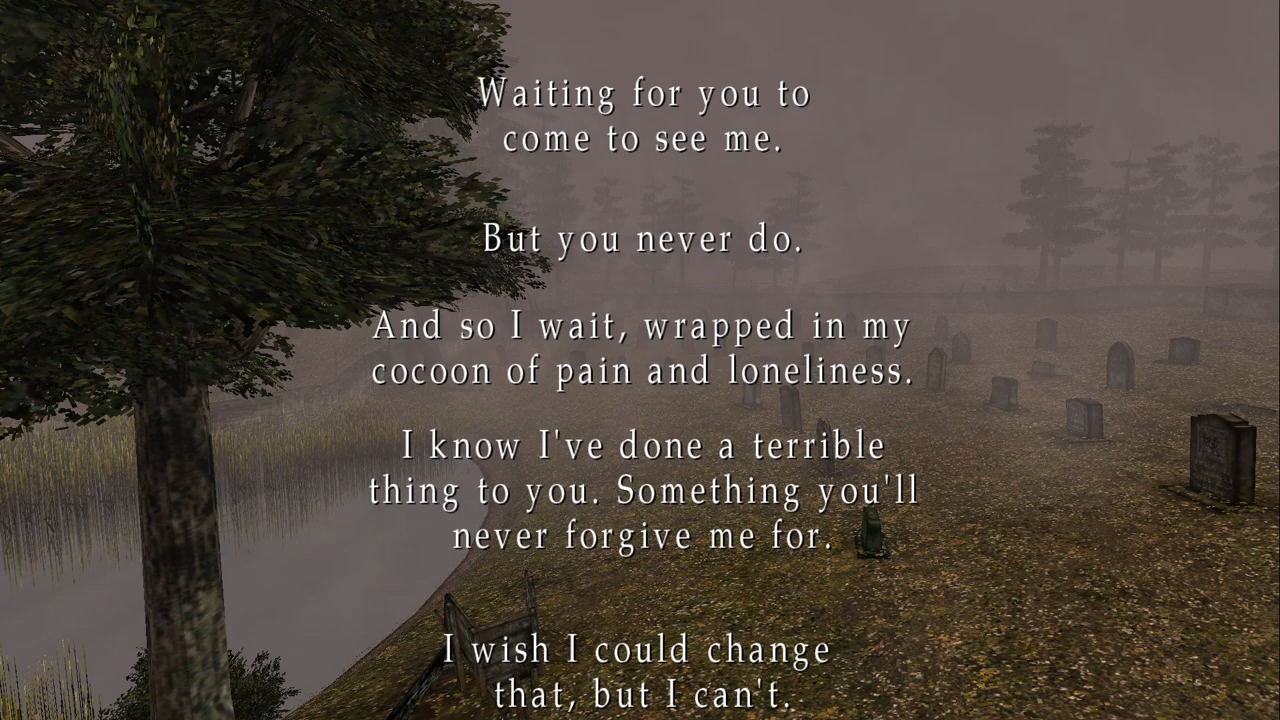 Waiting for you to
come to see me.
But you never do.
And so I wait, wrapped in my
cocoon of pain and loneliness.
I know I've done a terrible
thing to you. Something you'll
never forgive me for.
I wish I could change
that, but I can't.